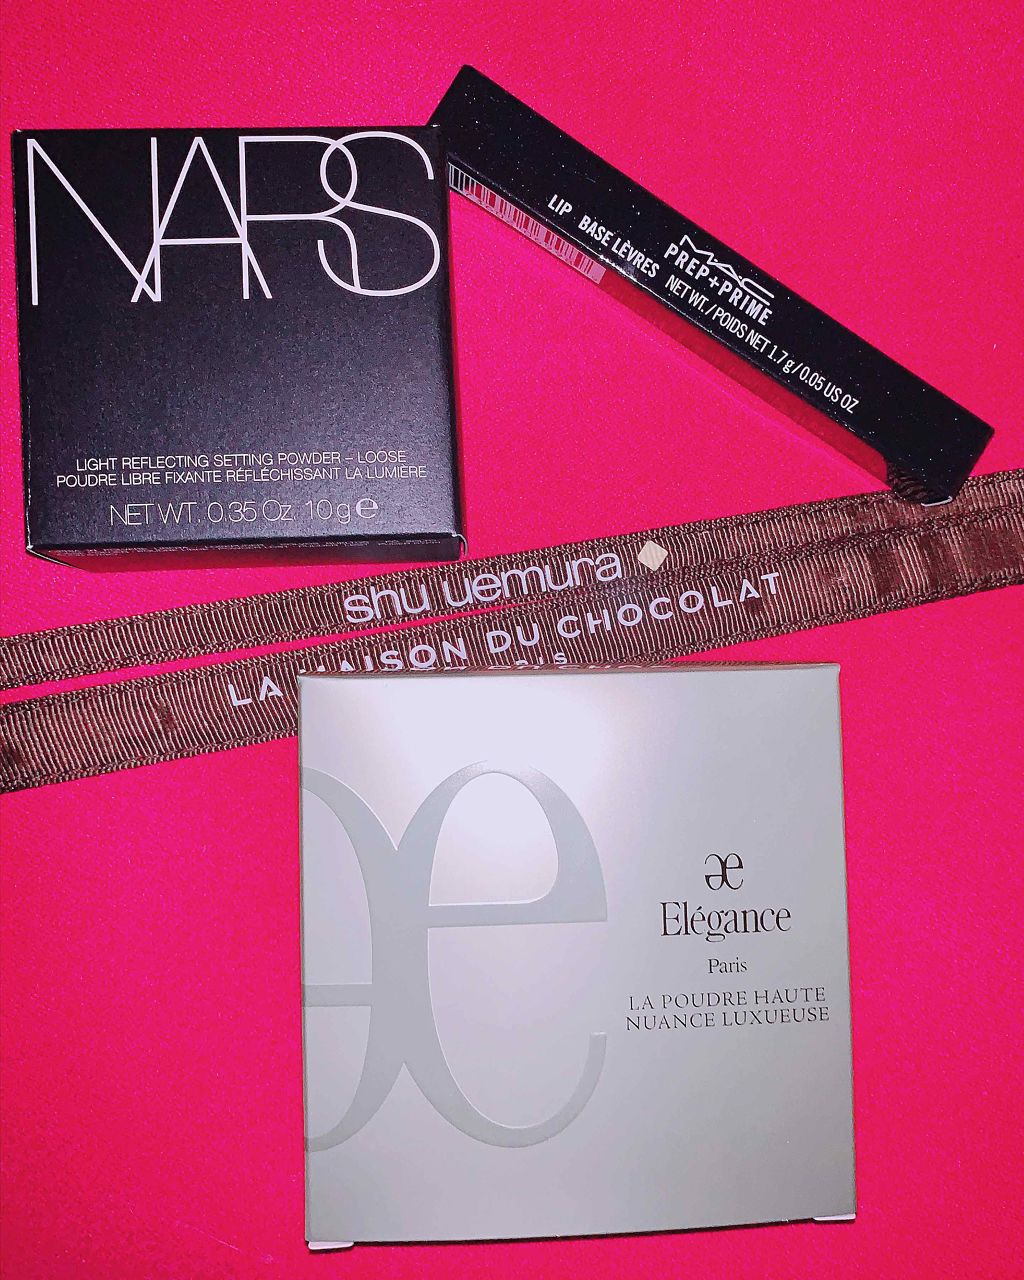 NARS
LIGHT REFLECTING SETTING POWDER – LOOSE
POUDRE LIBRE FIXANTE RÉFLÉCHISSANT LA LUMIÈRE
NET WT. 0.35 Oz. 10 g e
MAC
PREP+PRIME
LIP BASE LÈVRES
NET WT. / POIDS NET 1.7 g / 0.05 US OZ
shu uemura
LA MAISON DU CHOCOLAT
æ
æ
Elégance
Paris
LA POUDRE HAUTE
NUANCE LUXUEUSE